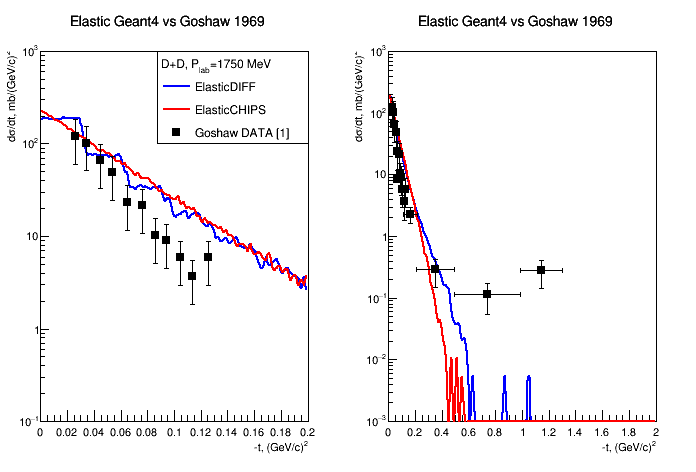 Elastic Geant4 vs Goshaw 1969
dσ/dt, mb/(GeV/c)²
10³
10²
10
1
10⁻¹
D+D, P_lab=1750 MeV
ElasticDIFF
ElasticCHIPS
Goshaw DATA [1]
0 0.02 0.04 0.06 0.08 0.1 0.12 0.14 0.16 0.18 0.2
-t, (GeV/c)²
Elastic Geant4 vs Goshaw 1969
dσ/dt, mb/(GeV/c)²
10³
10²
10
1
10⁻¹
10⁻²
10⁻³
0 0.2 0.4 0.6 0.8 1 1.2 1.4 1.6 1.8 2
-t, (GeV/c)²